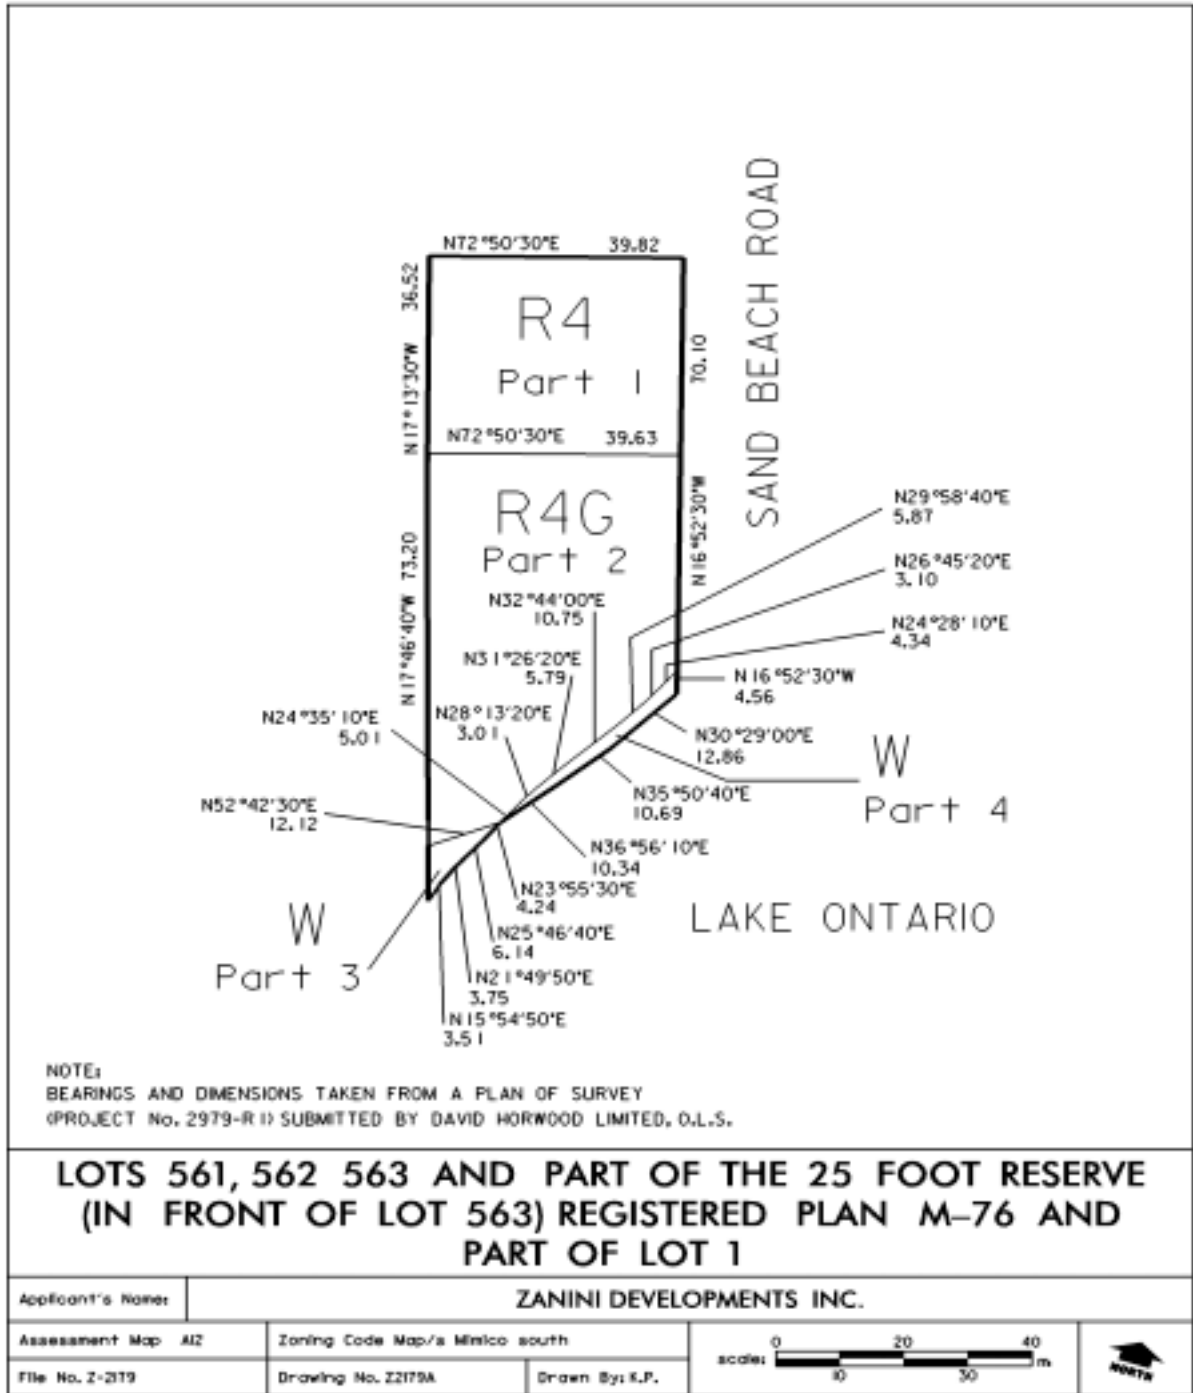 N72°50'30"E 39.82
36.52
N17°13'30"W
R4
Part 1
70.10
SAND BEACH ROAD
N72°50'30"E 39.63
R4G
Part 2
N16°52'30"W
73.20
N17°46'40"W
N29°58'40"E
5.87
N26°45'20"E
3.10
N24°28'10"E
4.34
N32°44'00"E
10.75
N31°26'20"E
5.79
N16°52'30"W
4.56
N24°35'10"E
5.01
N28°13'20"E
3.01
N30°29'00"E
12.86
W
Part 4
N52°42'30"E
12.12
N35°50'40"E
10.69
N36°56'10"E
10.34
N23°55'30"E
4.24
LAKE ONTARIO
W
Part 3
N25°46'40"E
6.14
N21°49'50"E
3.75
N15°54'50"E
3.51
NOTE:
BEARINGS AND DIMENSIONS TAKEN FROM A PLAN OF SURVEY
(PROJECT No. 2979-R1) SUBMITTED BY DAVID HORWOOD LIMITED, O.L.S.
LOTS 561, 562 563 AND PART OF THE 25 FOOT RESERVE
(IN FRONT OF LOT 563) REGISTERED PLAN M–76 AND
PART OF LOT 1
Applicant's Name: ZANINI DEVELOPMENTS INC.
Assessment Map A12
Zoning Code Map/s Mimico south
File No. Z-2179
Drawing No. Z2179A
Drawn By: K.P.
scale: 0 10 20 30 40 m
NORTH